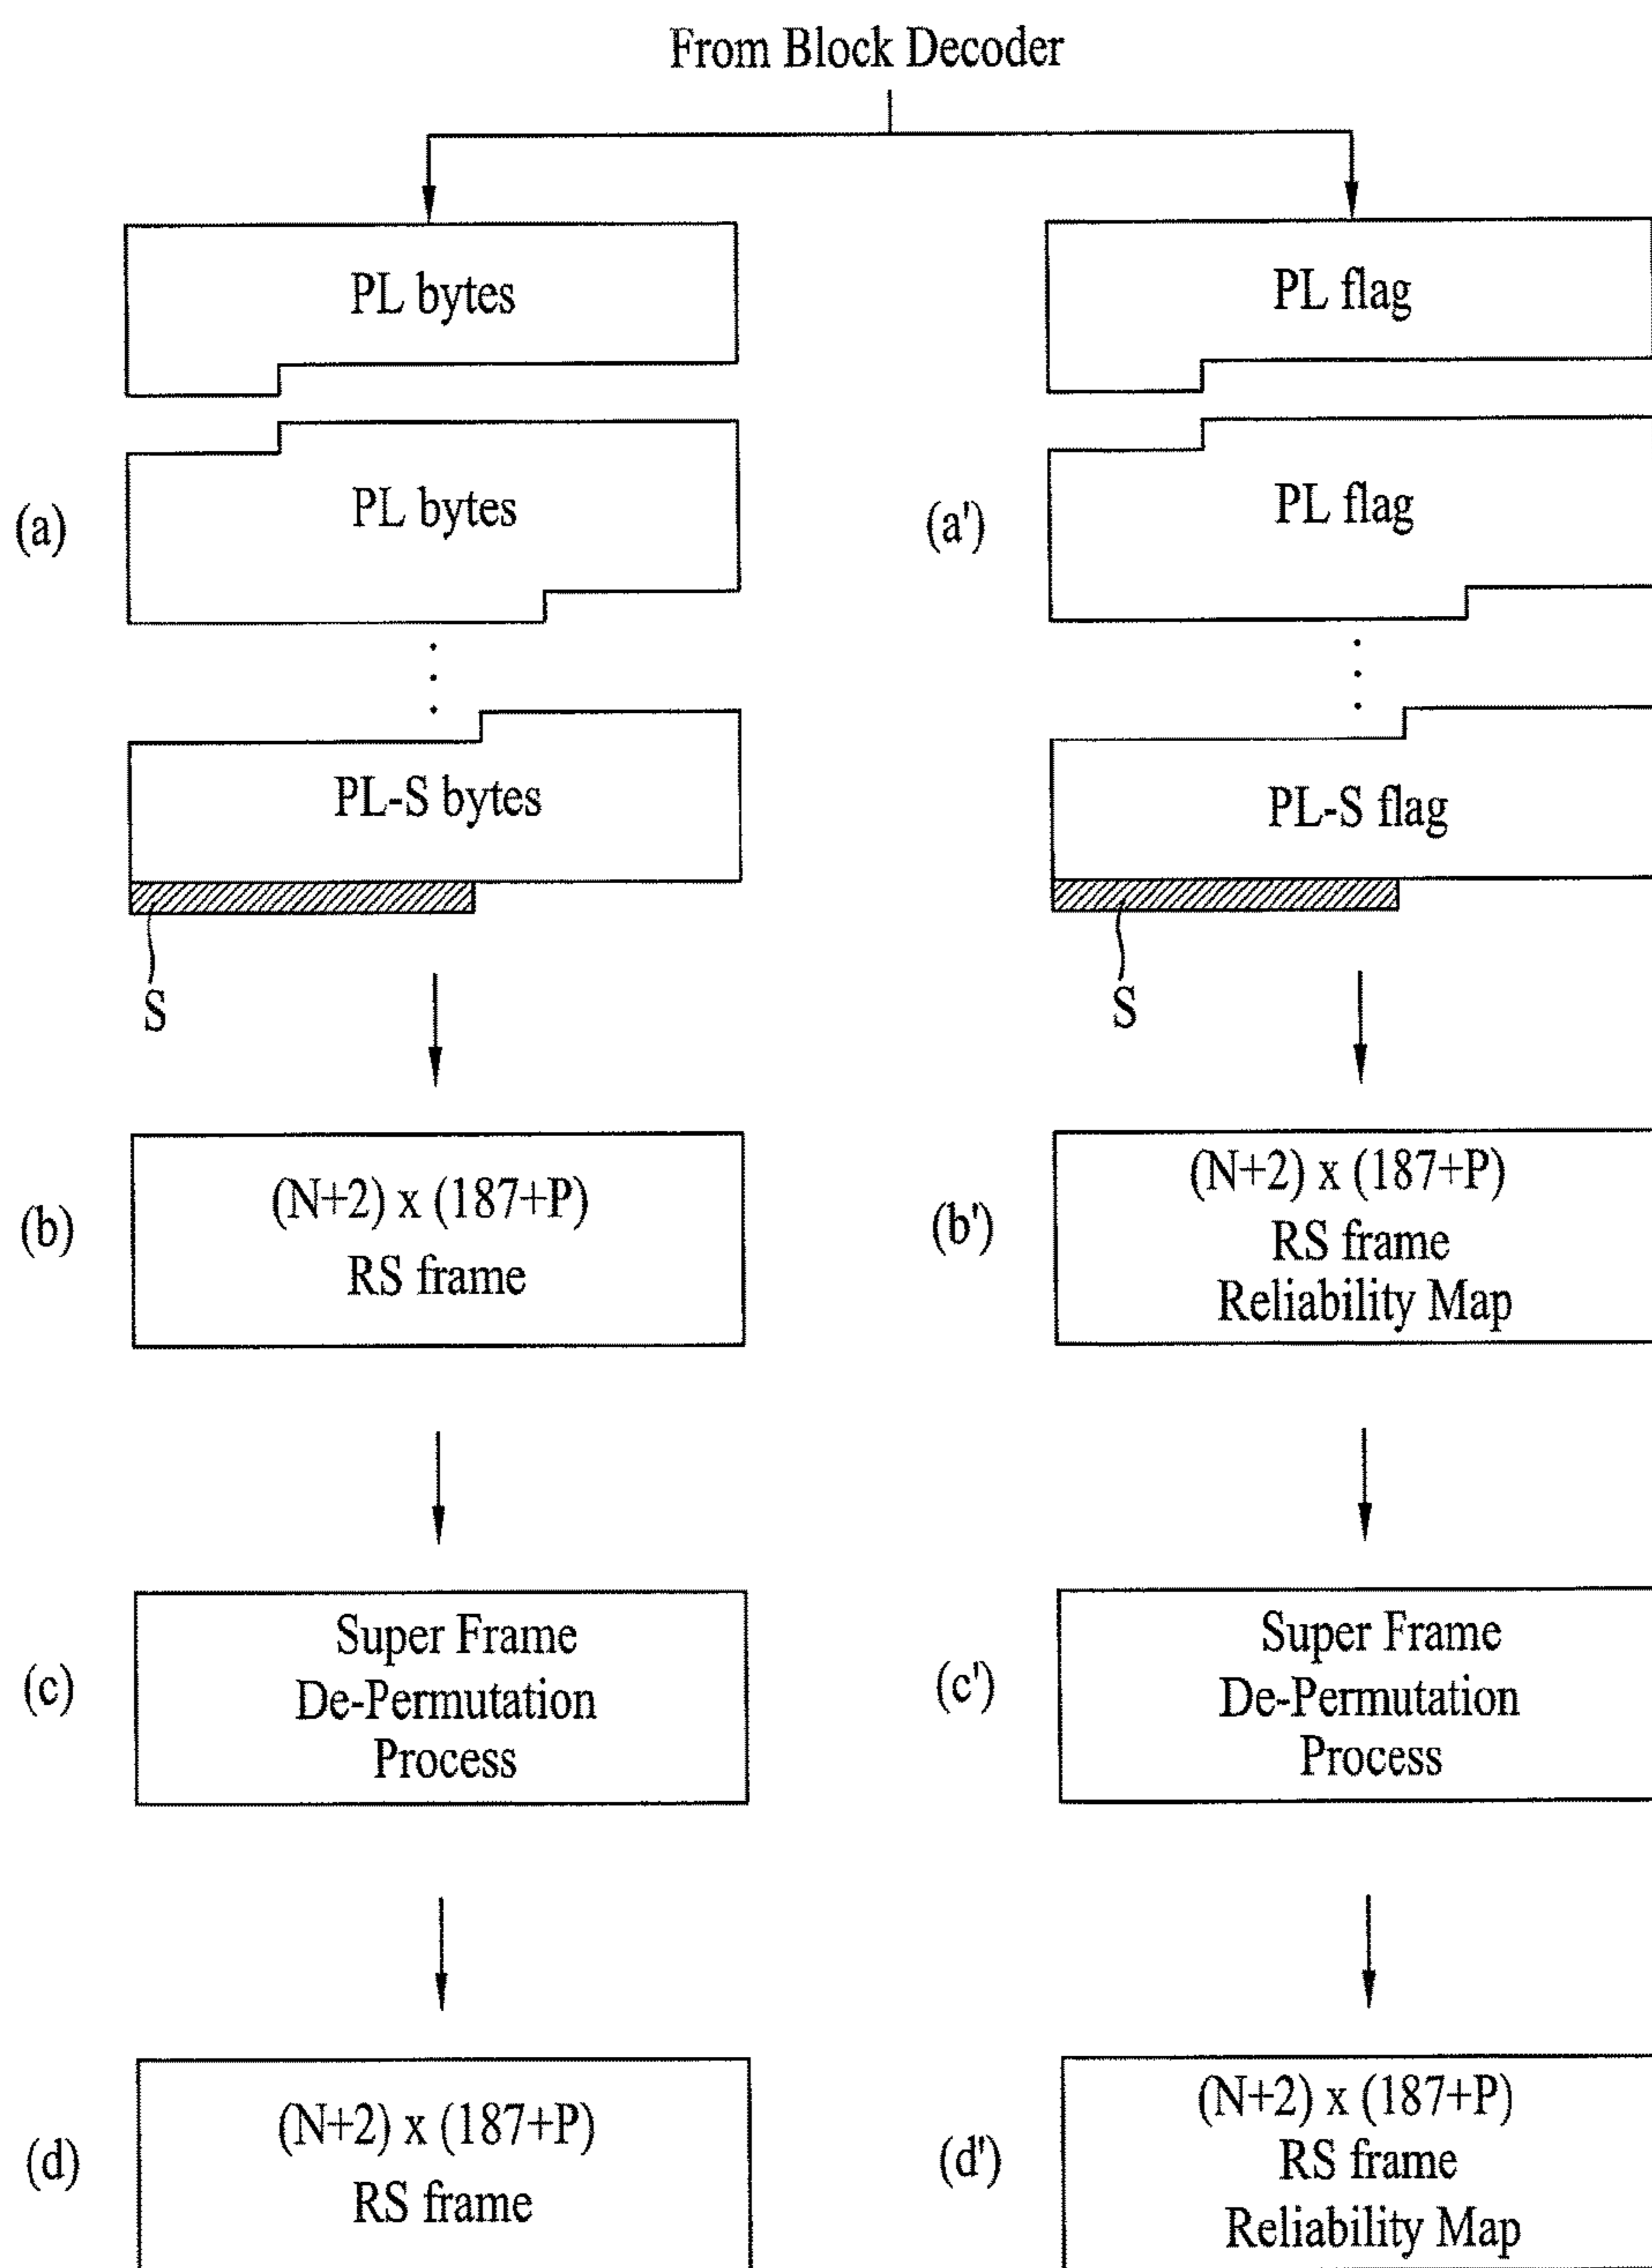 From Block Decoder
PL bytes
PL flag
PL bytes
PL flag
(a)
(a')
PL-S bytes
PL-S flag
S
S
(b)
(N+2) x (187+P)
RS frame
(b')
(N+2) x (187+P)
RS frame
Reliability Map
(c)
Super Frame
De-Permutation
Process
(c')
Super Frame
De-Permutation
Process
(d)
(N+2) x (187+P)
RS frame
(d')
(N+2) x (187+P)
RS frame
Reliability Map